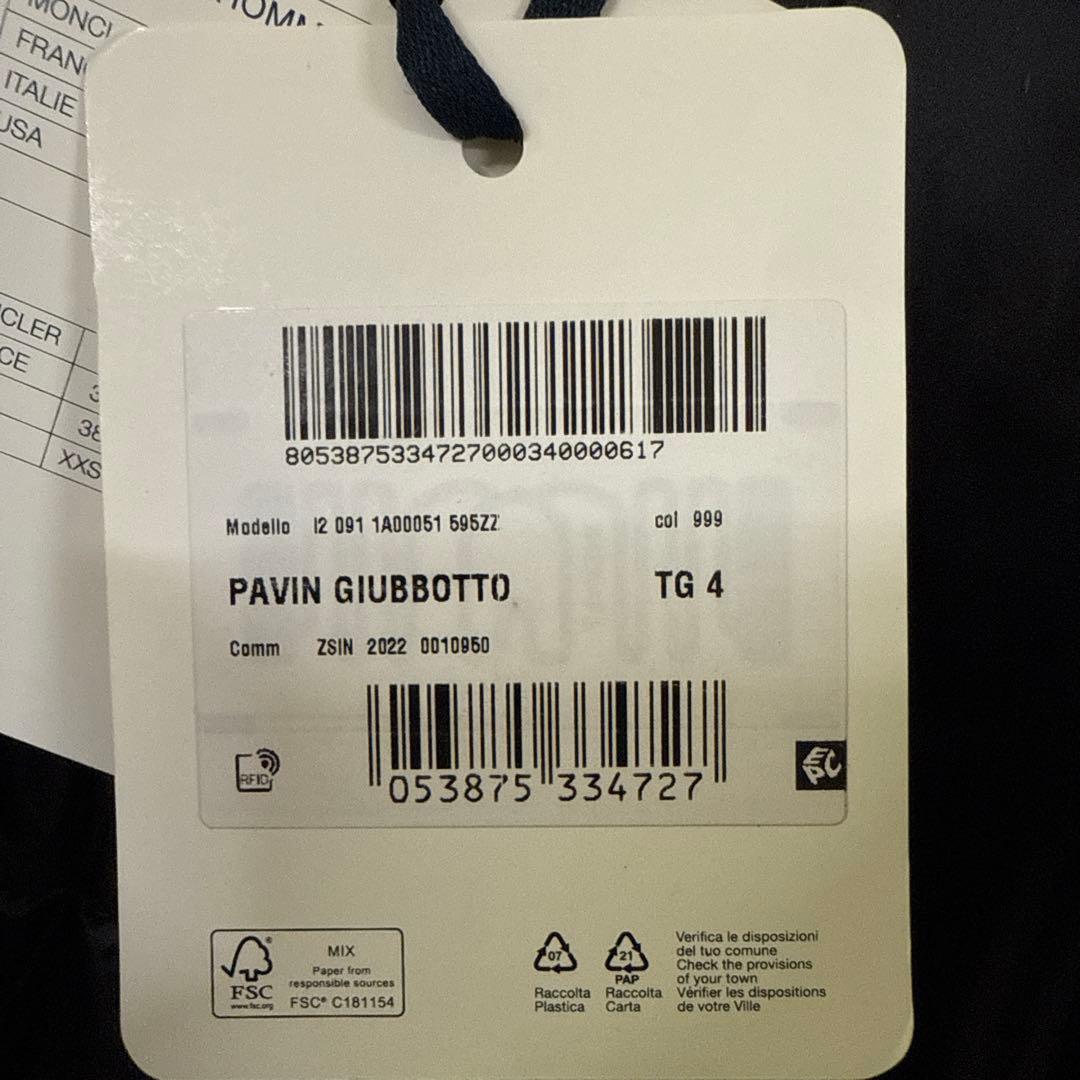 FRAN
ITALIE
USA
CLER
CE
38
XXS
8053875334727000340000617
Modello I2 091 1A00051 595ZZ col 999
PAVIN GIUBBOTTO TG 4
Comm ZSIN 2022 0010950
RFID
EPC
053875 334727
FSC®
www.fsc.org
MIX
Paper from
responsible sources
FSC® C181154
07
Raccolta
Plastica
21
PAP
Raccolta
Carta
Verifica le disposizioni
del tuo comune
Check the provisions
of your town
Vérifier les dispositions
de votre Ville